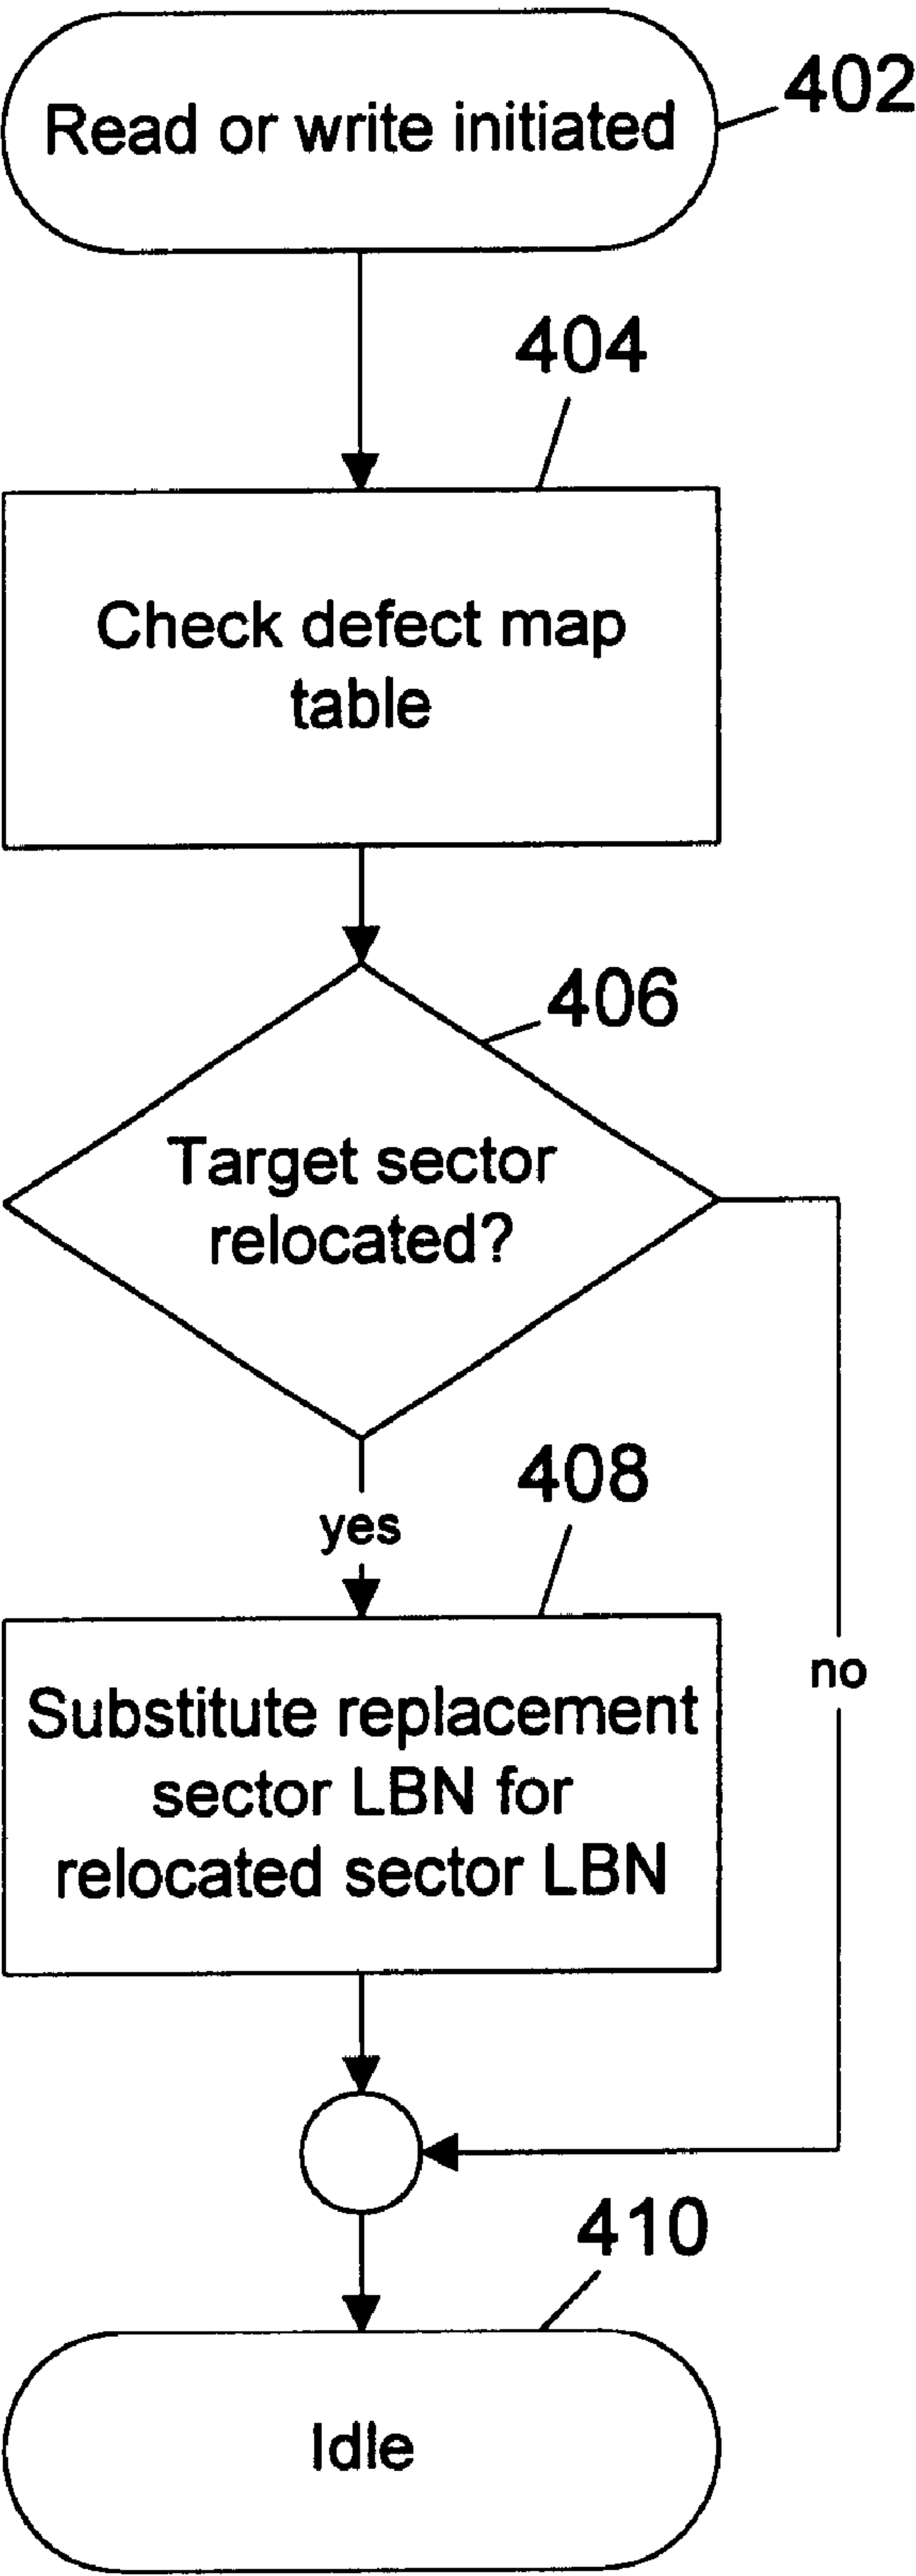 Read or write initiated
402
404
Check defect map
table
406
Target sector
relocated?
yes
408
no
Substitute replacement
sector LBN for
relocated sector LBN
410
Idle